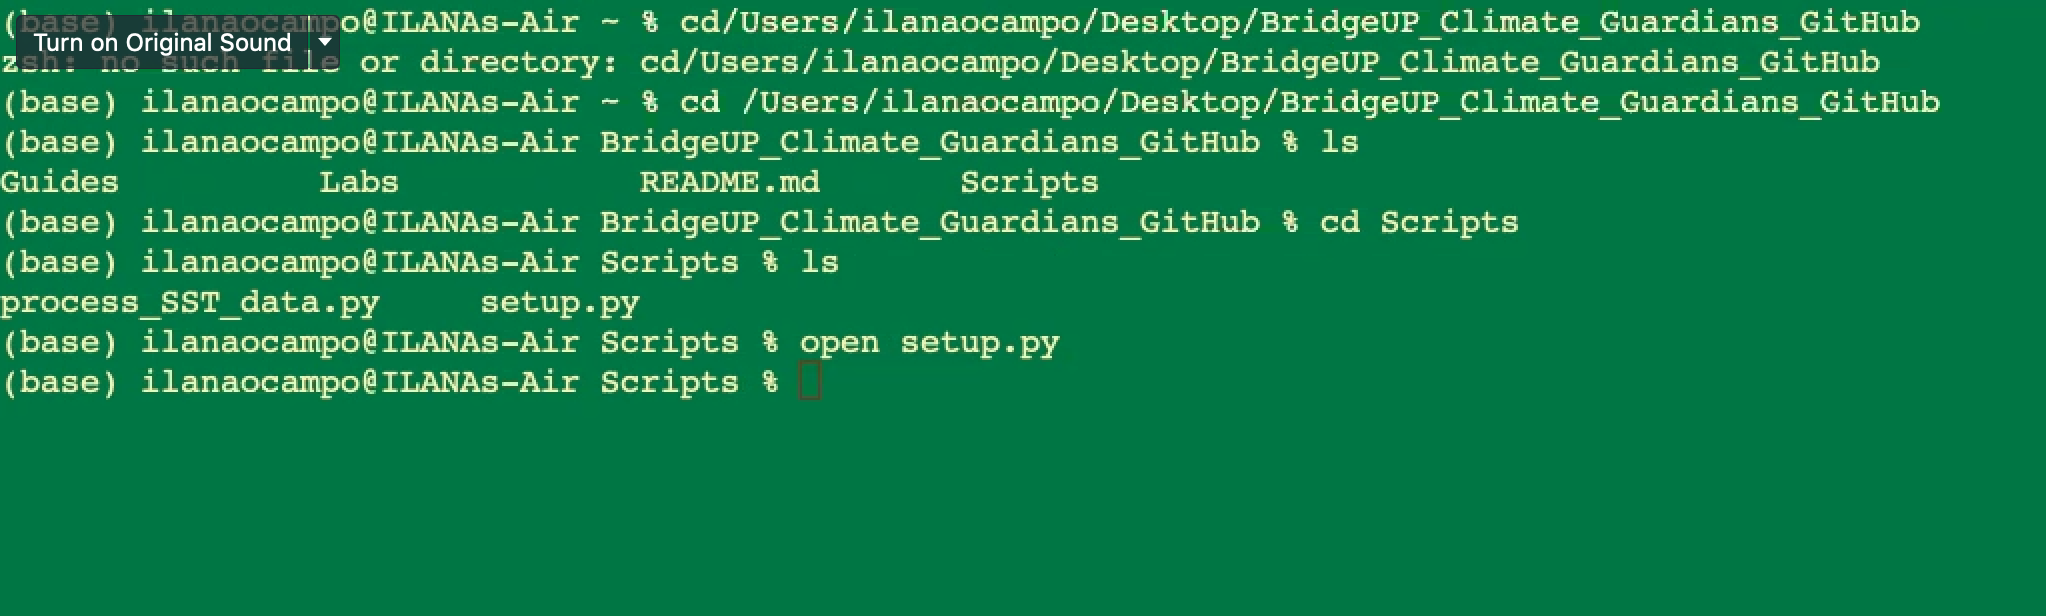 (base) ilanaocampo@ILANAs-Air ~ % cd/Users/ilanaocampo/Desktop/BridgeUP_Climate_Guardians_GitHub
Turn on Original Sound
zsh: no such file or directory: cd/Users/ilanaocampo/Desktop/BridgeUP_Climate_Guardians_GitHub
(base) ilanaocampo@ILANAs-Air ~ % cd /Users/ilanaocampo/Desktop/BridgeUP_Climate_Guardians_GitHub
(base) ilanaocampo@ILANAs-Air BridgeUP_Climate_Guardians_GitHub % ls
Guides Labs README.md Scripts
(base) ilanaocampo@ILANAs-Air BridgeUP_Climate_Guardians_GitHub % cd Scripts
(base) ilanaocampo@ILANAs-Air Scripts % ls
process_SST_data.py setup.py
(base) ilanaocampo@ILANAs-Air Scripts % open setup.py
(base) ilanaocampo@ILANAs-Air Scripts %